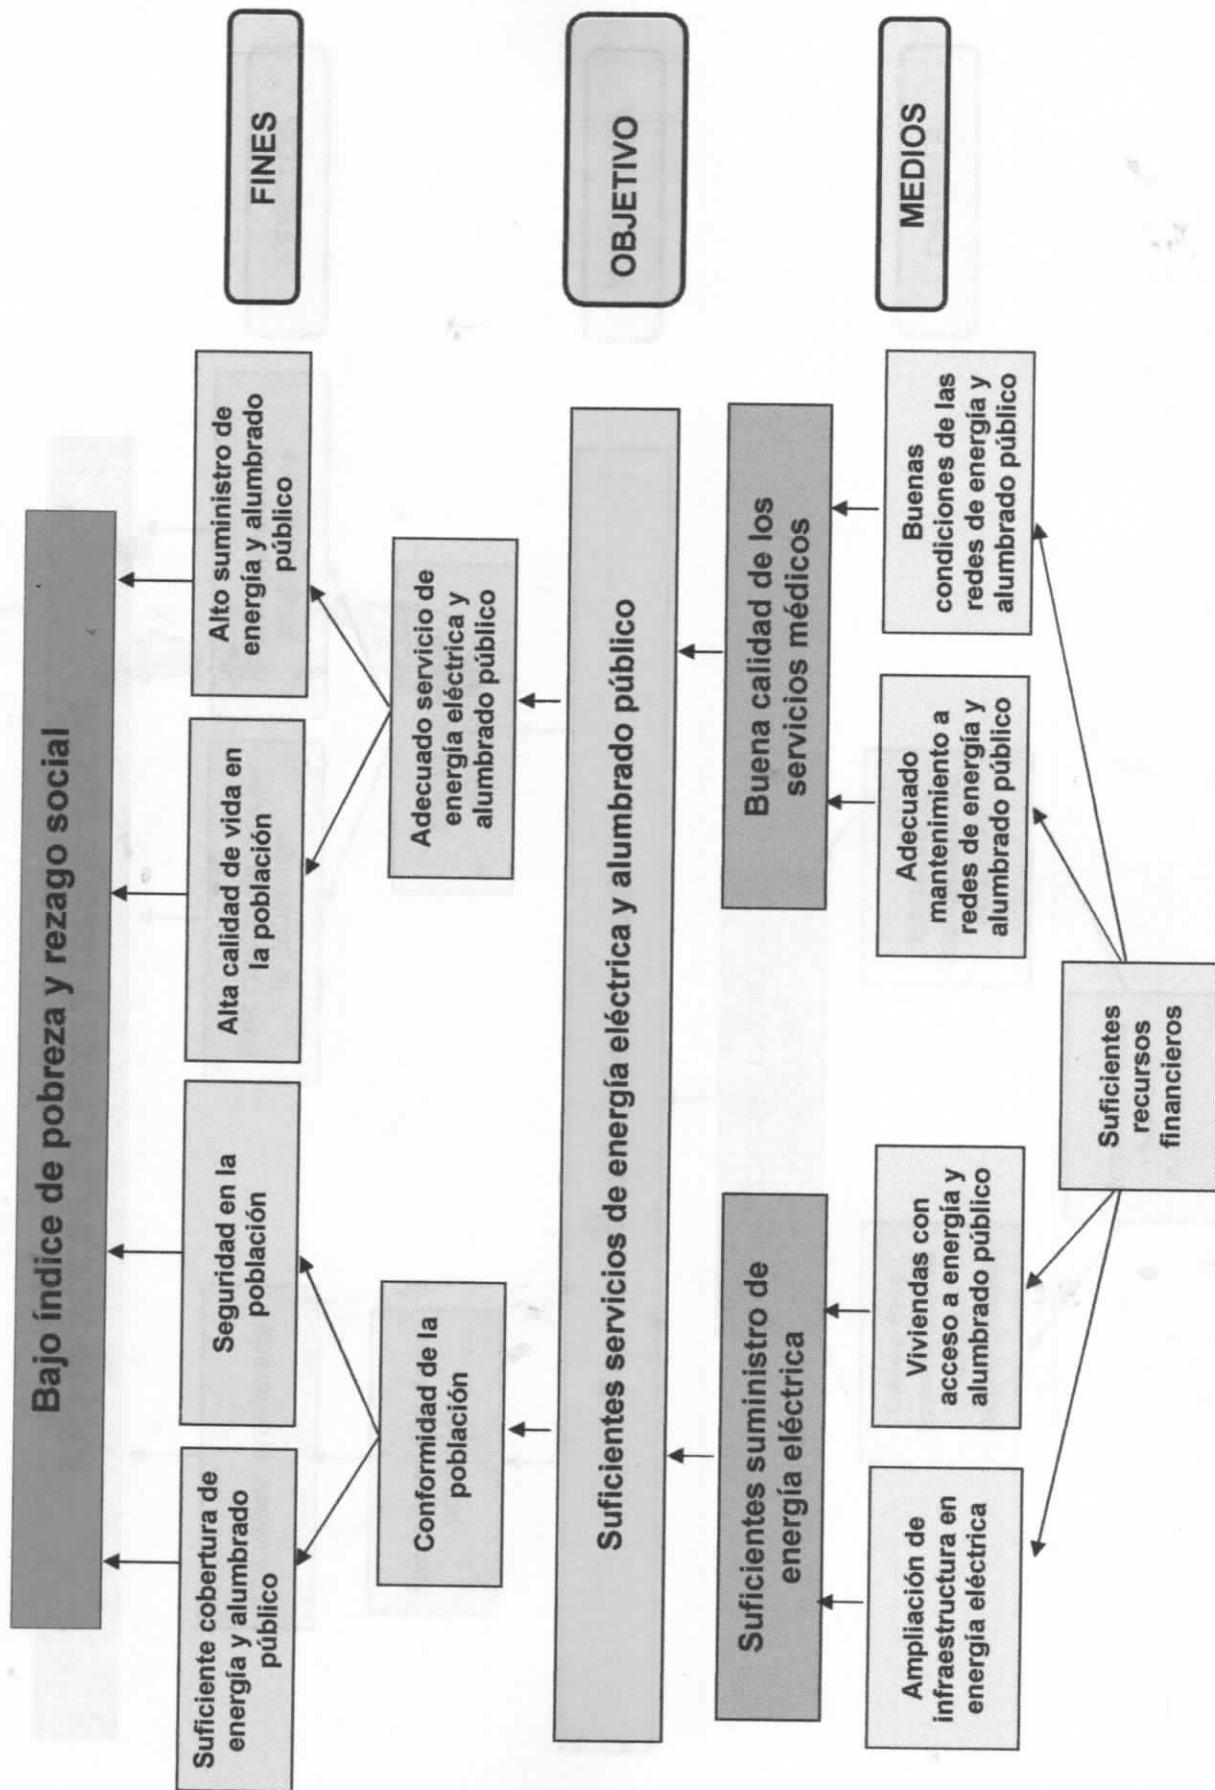 Bajo índice de pobreza y rezago social
Suficiente cobertura de
energía y alumbrado
público
Seguridad en la
población
Alta calidad de vida en
la población
Alto suministro de
energía y alumbrado
público
FINES
Conformidad de la
población
Adecuado servicio de
energía eléctrica y
alumbrado público
Suficientes servicios de energía eléctrica y alumbrado público
OBJETIVO
Suficientes suministro de
energía eléctrica
Buena calidad de los
servicios médicos
Ampliación de
infraestructura en
energía eléctrica
Viviendas con
acceso a energía y
alumbrado público
Adecuado
mantenimiento a
redes de energía y
alumbrado público
Buenas
condiciones de las
redes de energía y
alumbrado público
MEDIOS
Suficientes
recursos
financieros